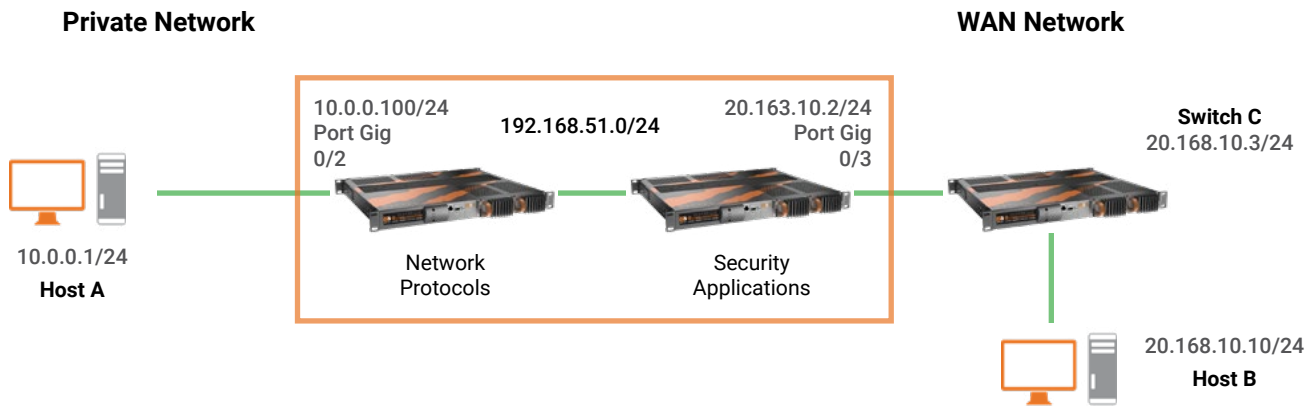 Private Network
WAN Network
10.0.0.100/24
Port Gig
0/2
192.168.51.0/24
20.163.10.2/24
Port Gig
0/3
Switch C
20.168.10.3/24
10.0.0.1/24
Host A
Network
Protocols
Security
Applications
20.168.10.10/24
Host B